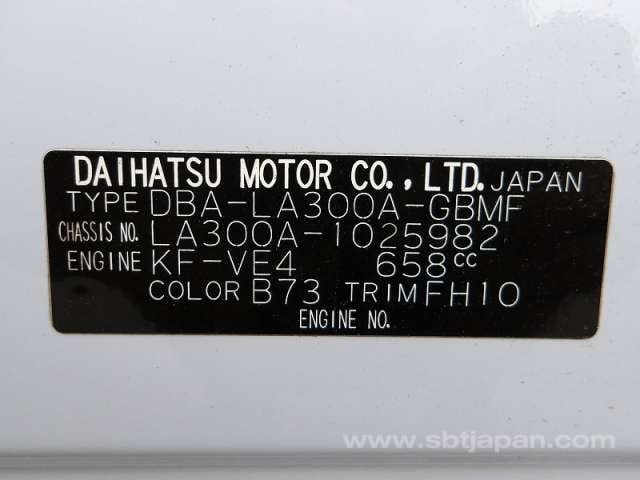 DAIHATSU MOTOR CO., LTD. JAPAN
TYPE DBA-LA300A-GBMF
CHASSIS NO. LA300A-1025982
ENGINE KF-VE4 658cc
COLOR B73 TRIM FH10
ENGINE NO.
www.sbtjapan.com